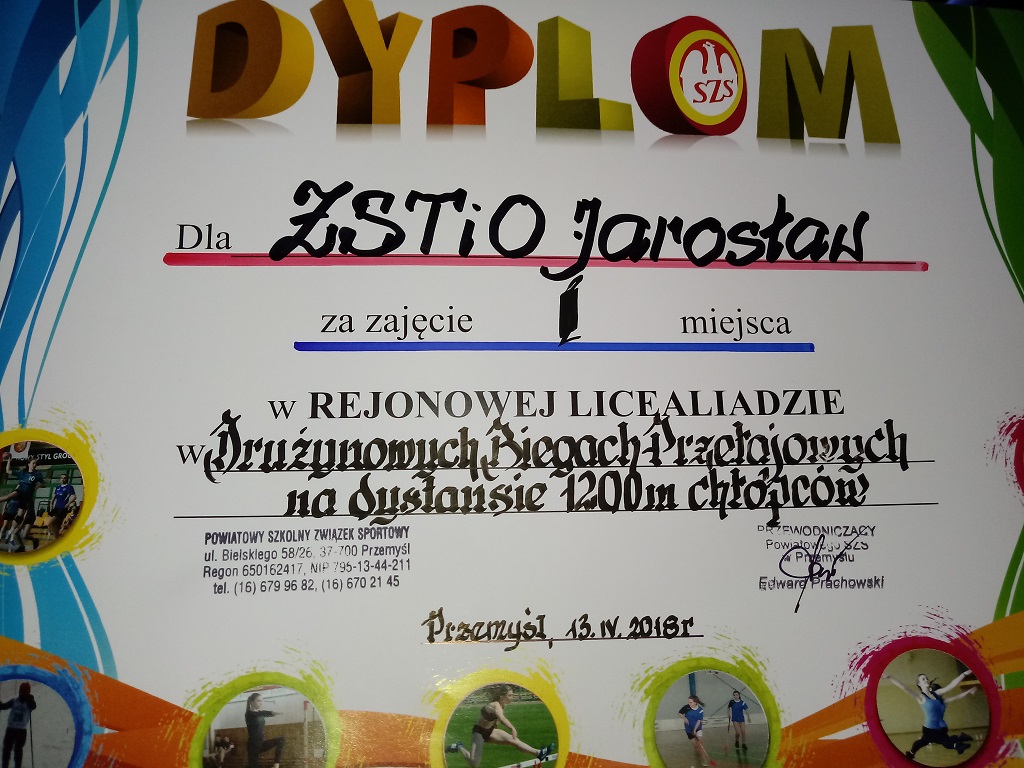 DYPLOM
SZS
Dla ZSTiO Jarosław
za zajęcie I miejsca
w REJONOWEJ LICEALIADZIE
w Drużynowych Biegach Przełajowych
na dystansie 1200m chłopców
POWIATOWY SZKOLNY ZWIĄZEK SPORTOWY
ul. Bielskiego 58/26, 37-700 Przemyśl
Regon 650162417, NIP 795-13-44-211
tel. (16) 679 96 82, (16) 670 21 45
PRZEWODNICZĄCY
Powiatowego SZS
w Przemyślu
Edward Prachowski
Przemyśl, 13.IV.2018r